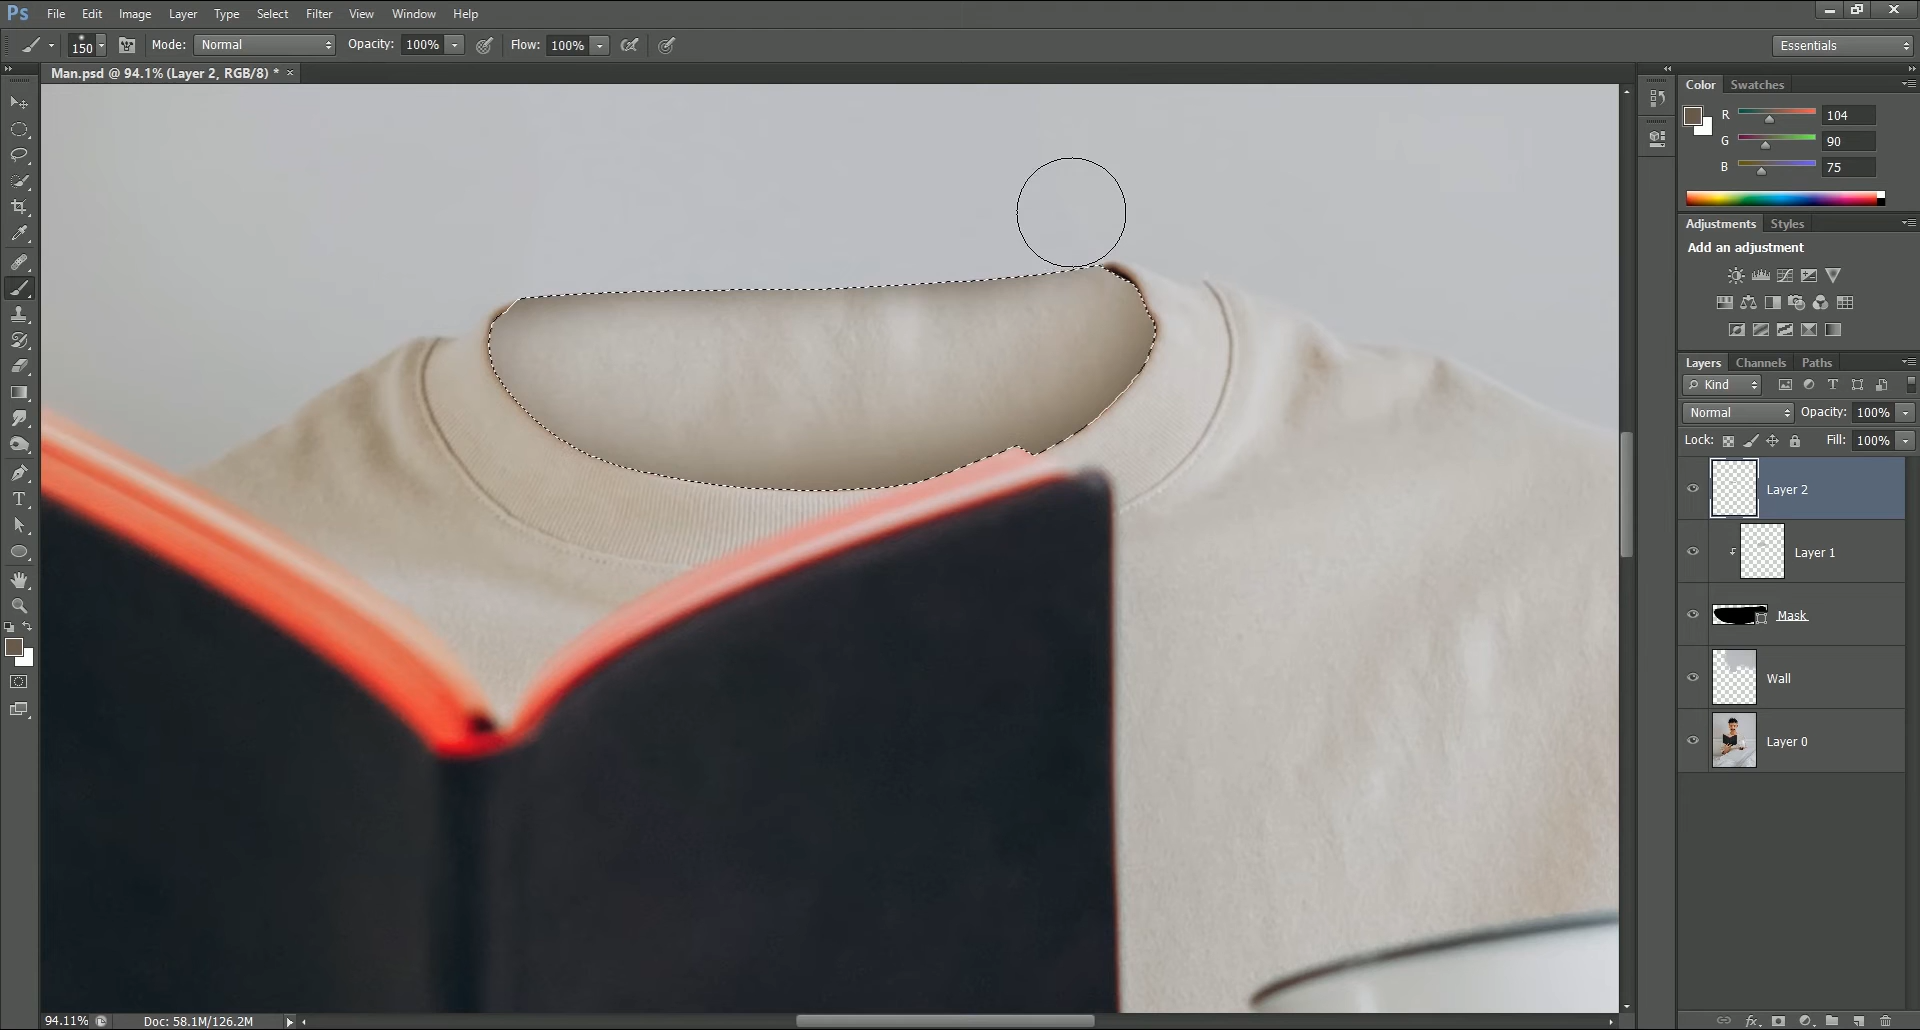 Ps File Edit Image Layer Type Select Filter View Window Help
150 Mode: Normal Opacity: 100% Flow: 100% Essentials
Man.psd @ 94.1% (Layer 2, RGB/8) * ×
Color Swatches
R 104
G 90
B 75
Adjustments Styles
Add an adjustment
Layers Channels Paths
Kind T
Normal Opacity: 100%
Lock: Fill: 100%
Layer 2
Layer 1
Mask
Wall
Layer 0
T
94.11% Doc: 58.1M/126.2M
fx